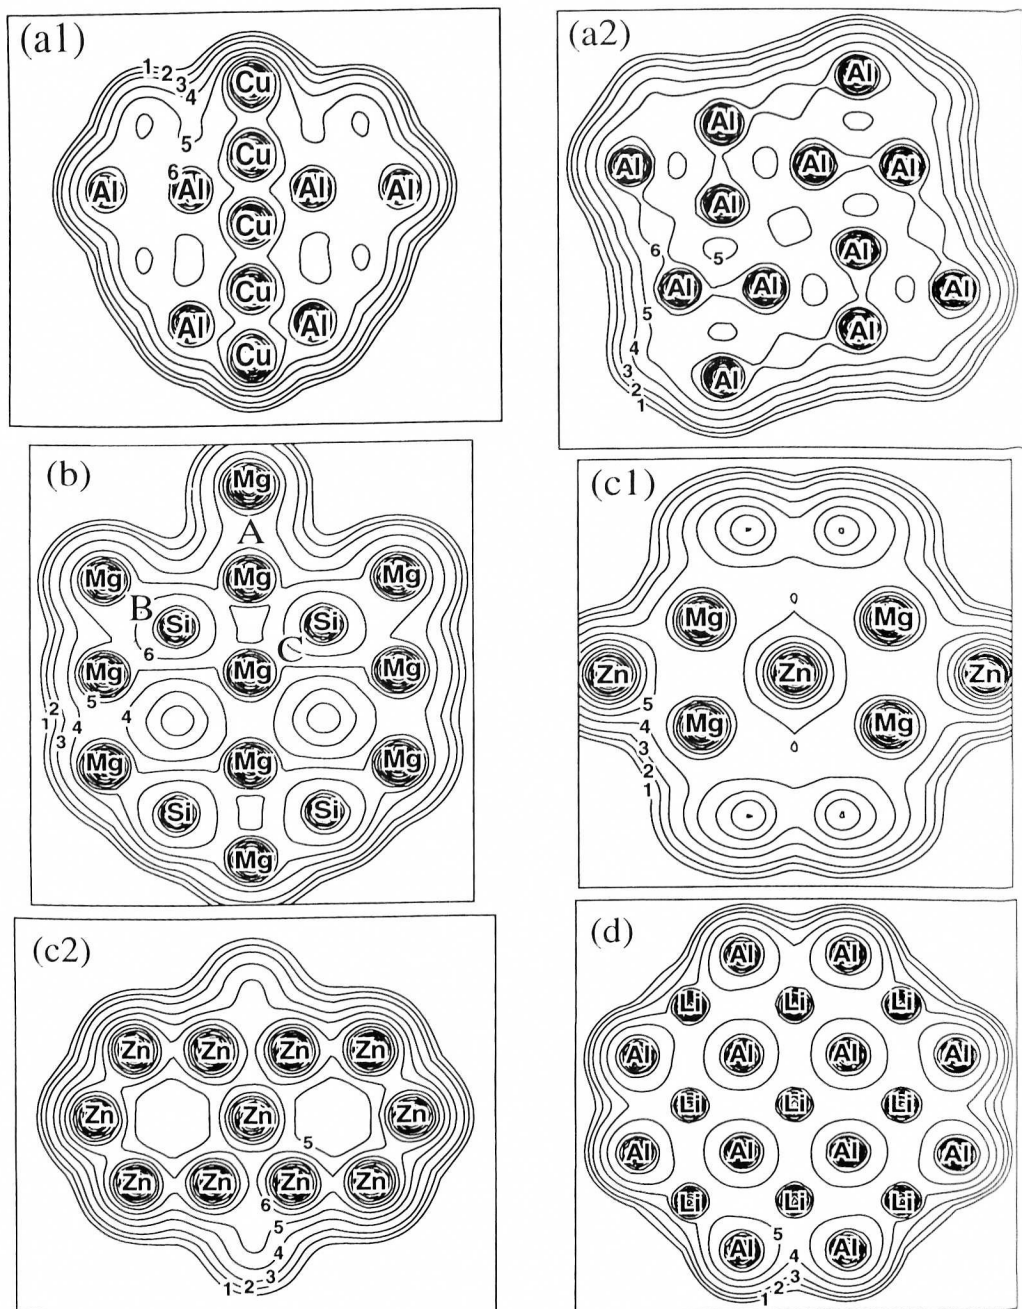 (a1)
1 2 3 4
Cu
5
Cu
6
Al Al Al Al
Cu
Cu
Al Al
Cu
(a2)
Al
Al
Al Al Al
Al
6 5 Al
Al Al Al
5
4 Al
3
2 Al
1
(b)
Mg
A
Mg Mg Mg
B Si Si
6 C
Mg Mg Mg
5
2 4
1 4
3
Mg Mg Mg
Si Si
Mg
(c1)
Mg Mg
Zn Zn Zn
5
4 Mg Mg
3
2
1
(c2)
Zn Zn Zn Zn
Zn Zn Zn
5
Zn Zn Zn Zn
6
5
4
1 2 3
(d)
Al Al
Li Li Li
Al Al Al Al
Li Li Li
Al Al Al Al
Li Li Li
5
Al 4 Al
3
1 2